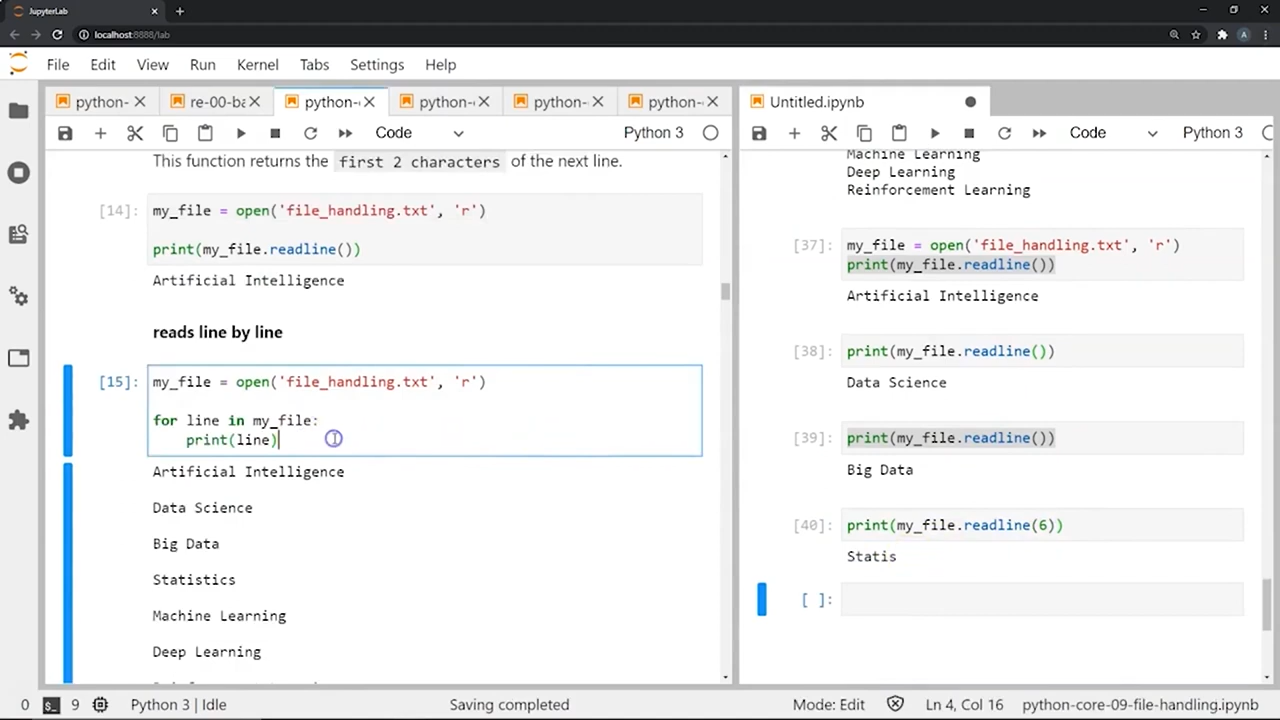 JupyterLab
localhost:8888/lab
File Edit View Run Kernel Tabs Settings Help
python- re-00-ba python- python- python- python- Untitled.ipynb
Code Python 3
Code Python 3
This function returns the first 2 characters of the next line.
[14]: my_file = open('file_handling.txt', 'r')
print(my_file.readline())
Artificial Intelligence
reads line by line
[15]: my_file = open('file_handling.txt', 'r')
for line in my_file:
print(line)
Artificial Intelligence
Data Science
Big Data
Statistics
Machine Learning
Deep Learning
Machine Learning
Deep Learning
Reinforcement Learning
[37]: my_file = open('file_handling.txt', 'r')
print(my_file.readline())
Artificial Intelligence
[38]: print(my_file.readline())
Data Science
[39]: print(my_file.readline())
Big Data
[40]: print(my_file.readline(6))
Statis
[ ]:
0 9 Python 3 | Idle Saving completed Mode: Edit Ln 4, Col 16 python-core-09-file-handling.ipynb